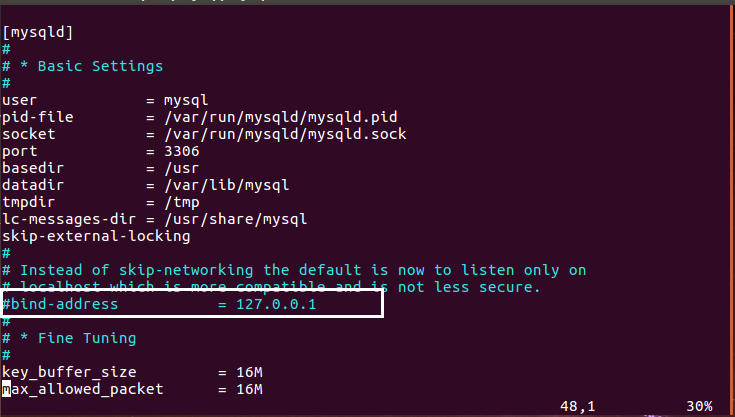 [mysqld]
#
# * Basic Settings
#
user = mysql
pid-file = /var/run/mysqld/mysqld.pid
socket = /var/run/mysqld/mysqld.sock
port = 3306
basedir = /usr
datadir = /var/lib/mysql
tmpdir = /tmp
lc-messages-dir = /usr/share/mysql
skip-external-locking
#
# Instead of skip-networking the default is now to listen only on
# localhost which is more compatible and is not less secure.
#bind-address = 127.0.0.1
#
# * Fine Tuning
#
key_buffer_size = 16M
max_allowed_packet = 16M
48,1 30%